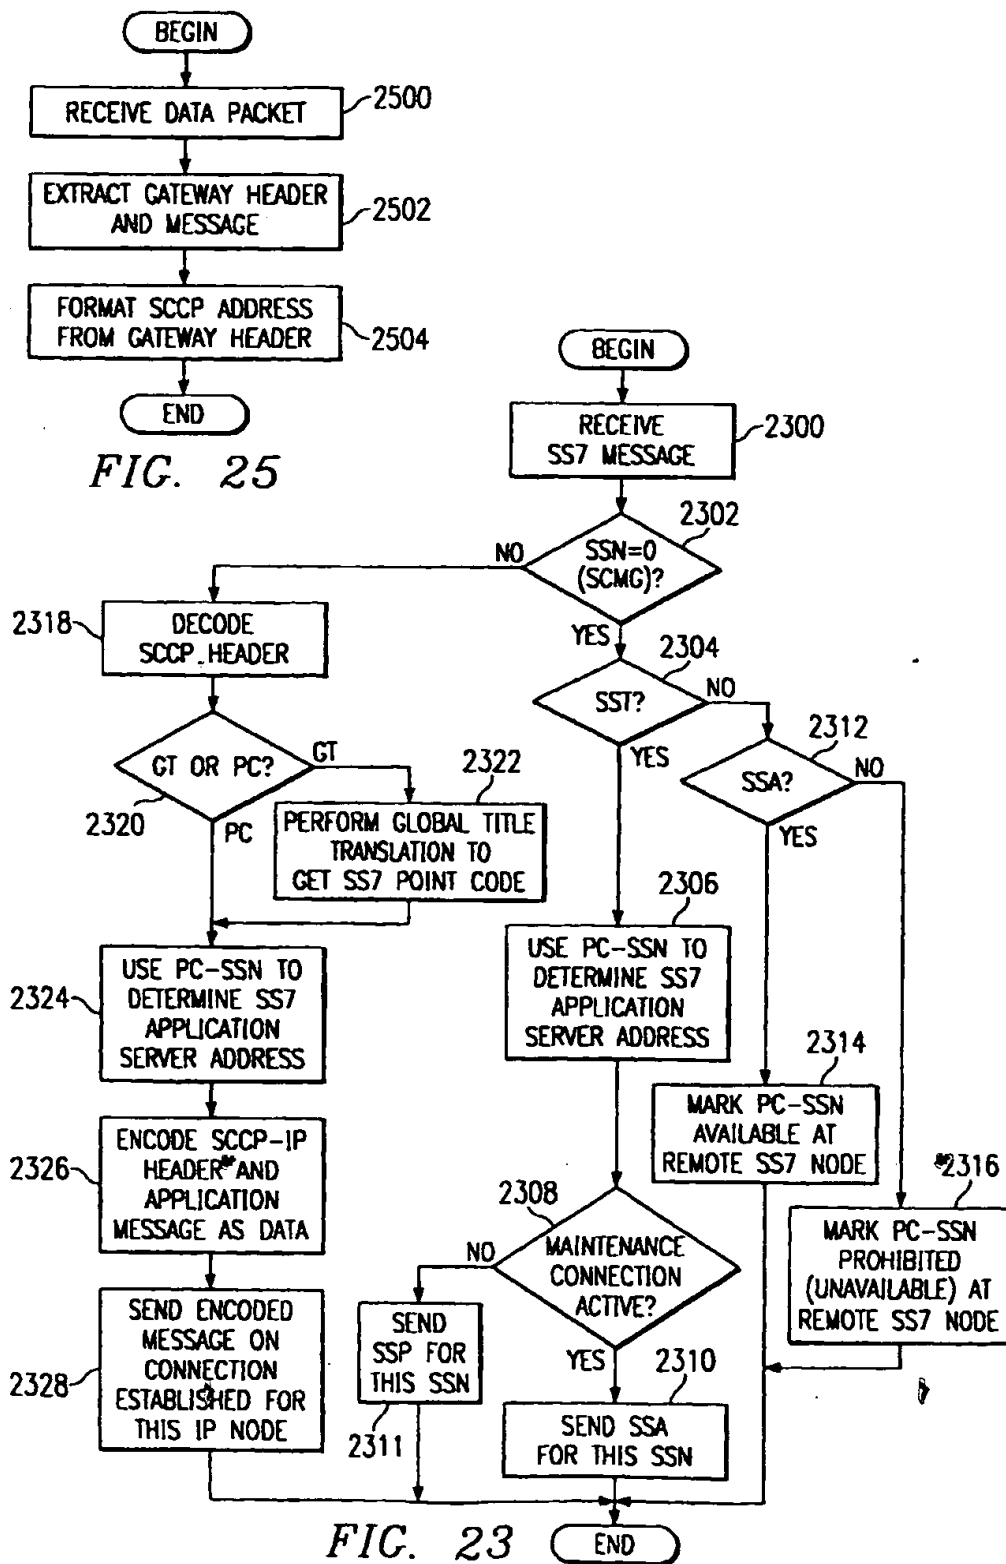 BEGIN
RECEIVE DATA PACKET
2500
EXTRACT GATEWAY HEADER
AND MESSAGE
2502
FORMAT SCCP ADDRESS
FROM GATEWAY HEADER
2504
END
FIG. 25
BEGIN
RECEIVE
SS7 MESSAGE
2300
SSN=0
(SCMG)?
2302
NO
YES
2318
DECODE
SCCP HEADER
SST?
2304
NO
YES
GT OR PC?
2320
GT
PC
2322
PERFORM GLOBAL TITLE
TRANSLATION TO
GET SS7 POINT CODE
SSA?
2312
NO
YES
2324
USE PC-SSN TO
DETERMINE SS7
APPLICATION
SERVER ADDRESS
2306
USE PC-SSN TO
DETERMINE SS7
APPLICATION
SERVER ADDRESS
2314
MARK PC-SSN
AVAILABLE AT
REMOTE SS7 NODE
2326
ENCODE SCCP-IP
HEADER AND
APPLICATION
MESSAGE AS DATA
2308
MAINTENANCE
CONNECTION
ACTIVE?
NO
YES
2316
MARK PC-SSN
PROHIBITED
(UNAVAILABLE) AT
REMOTE SS7 NODE
2328
SEND ENCODED
MESSAGE ON
CONNECTION
ESTABLISHED FOR
THIS IP NODE
SEND
SSP FOR
THIS SSN
2311
2310
SEND SSA
FOR THIS SSN
FIG. 23
END